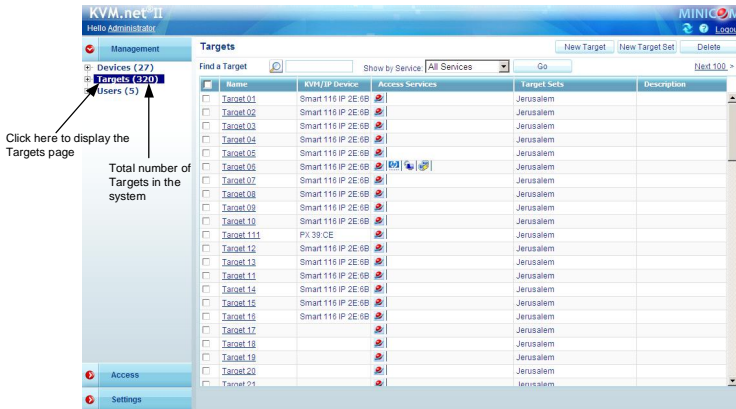 KVM.net® II
MINICOM
Hello Administrator
Logout
Management
Devices (27)
Targets (320)
Users (5)
Click here to display the
Targets page
Total number of
Targets in the
system
Access
Settings
Targets
New Target
New Target Set
Delete
Find a Target
Show by Service: All Services
Go
Next 100 >
Name KVM/IP Device Access Services Target Sets Description
Target 01 Smart 116 IP 2E:6B Jerusalem
Target 02 Smart 116 IP 2E:6B Jerusalem
Target 03 Smart 116 IP 2E:6B Jerusalem
Target 04 Smart 116 IP 2E:6B Jerusalem
Target 05 Smart 116 IP 2E:6B Jerusalem
Target 06 Smart 116 IP 2E:6B Jerusalem
Target 07 Smart 116 IP 2E:6B Jerusalem
Target 08 Smart 116 IP 2E:6B Jerusalem
Target 09 Smart 116 IP 2E:6B Jerusalem
Target 10 Smart 116 IP 2E:6B Jerusalem
Target 111 PX 39:CE Jerusalem
Target 12 Smart 116 IP 2E:6B Jerusalem
Target 13 Smart 116 IP 2E:6B Jerusalem
Target 11 Smart 116 IP 2E:6B Jerusalem
Target 14 Smart 116 IP 2E:6B Jerusalem
Target 15 Smart 116 IP 2E:6B Jerusalem
Target 16 Smart 116 IP 2E:6B Jerusalem
Target 17 Jerusalem
Target 18 Jerusalem
Target 19 Jerusalem
Target 20 Jerusalem
Target 21 Jerusalem